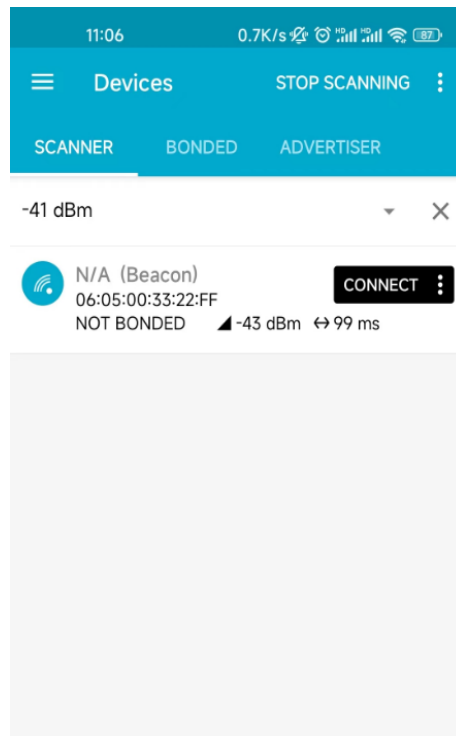 11:06 0.7K/s 87
Devices STOP SCANNING
SCANNER BONDED ADVERTISER
-41 dBm
N/A (Beacon)
06:05:00:33:22:FF CONNECT
NOT BONDED -43 dBm ↔ 99 ms